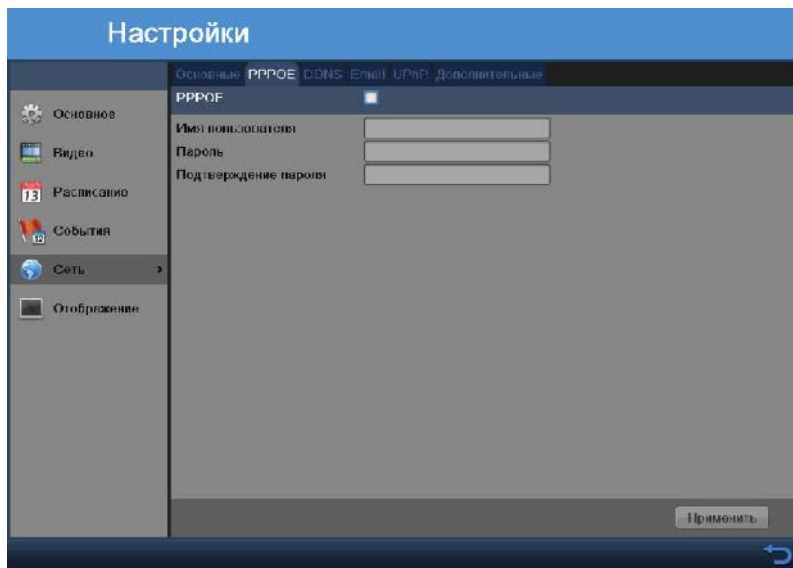 Настройки
Основные PPPOE DDNS Email UPnP Дополнительные
PPPOE
Основное
Имя пользователя
Видео
Пароль
Подтверждение пароля
13 Расписание
События
Сеть
Отображение
Применить